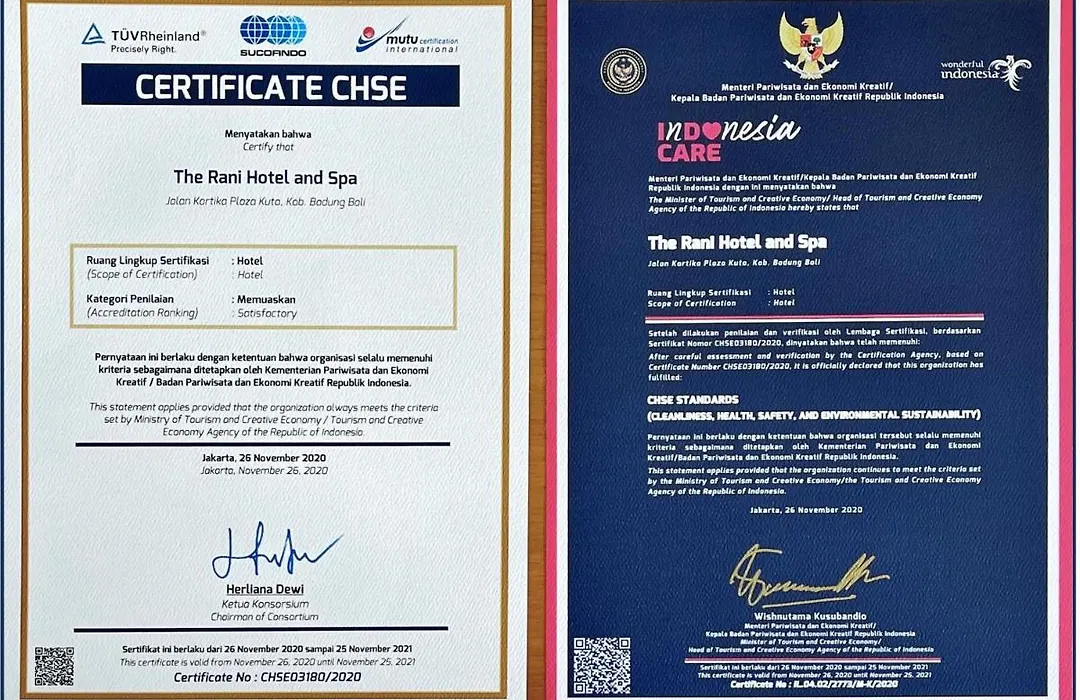 TÜVRheinland®
Precisely Right.
SUCOFINDO
mutu certification
international
CERTIFICATE CHSE
Menyatakan bahwa
Certify that
The Rani Hotel and Spa
Jalan Kartika Plaza Kuta, Kab. Badung Bali
Ruang Lingkup Sertifikasi : Hotel
(Scope of Certification) : Hotel
Kategori Penilaian : Memuaskan
(Accreditation Ranking) : Satisfactory
Pernyataan ini berlaku dengan ketentuan bahwa organisasi selalu memenuhi
kriteria sebagaimana ditetapkan oleh Kementerian Pariwisata dan Ekonomi
Kreatif / Badan Pariwisata dan Ekonomi Kreatif Republik Indonesia.
This statement applies provided that the organization always meets the criteria
set by Ministry of Tourism and Creative Economy / Tourism and Creative
Economy Agency of the Republic of Indonesia.
Jakarta, 26 November 2020
Jakarta, November 26, 2020
Herliana Dewi
Ketua Konsorsium
Chairman of Consortium
Sertifikat ini berlaku dari 26 November 2020 sampai 25 November 2021
This certificate is valid from November 26, 2020 until November 25, 2021
Certificate No : CHSE03180/2020
wonderful
indonesia
Menteri Pariwisata dan Ekonomi Kreatif/
Kepala Badan Pariwisata dan Ekonomi Kreatif Republik Indonesia
INDONESIA
CARE
Menteri Pariwisata dan Ekonomi Kreatif/Kepala Badan Pariwisata dan Ekonomi Kreatif
Republik Indonesia dengan ini menyatakan bahwa
The Minister of Tourism and Creative Economy/ Head of Tourism and Creative Economy
Agency of the Republic of Indonesia hereby states that
The Rani Hotel and Spa
Jalan Kartika Plaza Kuta, Kab. Badung Bali
Ruang Lingkup Sertifikasi : Hotel
Scope of Certification : Hotel
Setelah dilakukan penilaian dan verifikasi oleh Lembaga Sertifikasi, berdasarkan
Sertifikat Nomor CHSE03180/2020, dinyatakan bahwa telah memenuhi:
After careful assessment and verification by the Certification Agency, based on
Certificate Number CHSE03180/2020, it is officially declared that this organization has
fulfilled:
CHSE STANDARDS
(CLEANLINESS, HEALTH, SAFETY, AND ENVIRONMENTAL SUSTAINABILITY)
Pernyataan ini berlaku dengan ketentuan bahwa organisasi tersebut selalu memenuhi
kriteria sebagaimana ditetapkan oleh Kementerian Pariwisata dan Ekonomi
Kreatif/Badan Pariwisata dan Ekonomi Kreatif Republik Indonesia.
This statement applies provided that the organization continues to meet the criteria set
by the Ministry of Tourism and Creative Economy/the Tourism and Creative Economy
Agency of the Republic of Indonesia.
Jakarta, 26 November 2020
Wishnutama Kusubandio
Menteri Pariwisata dan Ekonomi Kreatif/
Kepala Badan Pariwisata dan Ekonomi Kreatif Republik Indonesia
Minister of Tourism and Creative Economy/
Head of Tourism and Creative Economy Agency of the Republic of Indonesia
Sertifikat ini berlaku dari 26 November 2020 sampai 25 November 2021
This certificate is valid from November 26, 2020 until November 25, 2021
Certificate No : IL.04.02/2773/M-K/2020